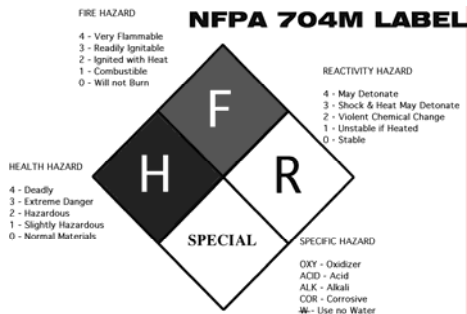 FIRE HAZARD
4 - Very Flammable
3 - Readily Ignitable
2 - Ignited with Heat
1 - Combustible
0 - Will not Burn
NFPA 704M LABEL
REACTIVITY HAZARD
4 - May Detonate
3 - Shock & Heat May Detonate
2 - Violent Chemical Change
1 - Unstable if Heated
0 - Stable
F
H
R
SPECIAL
HEALTH HAZARD
4 - Deadly
3 - Extreme Danger
2 - Hazardous
1 - Slightly Hazardous
0 - Normal Materials
SPECIFIC HAZARD
OXY - Oxidizer
ACID - Acid
ALK - Alkali
COR - Corrosive
W - Use no Water